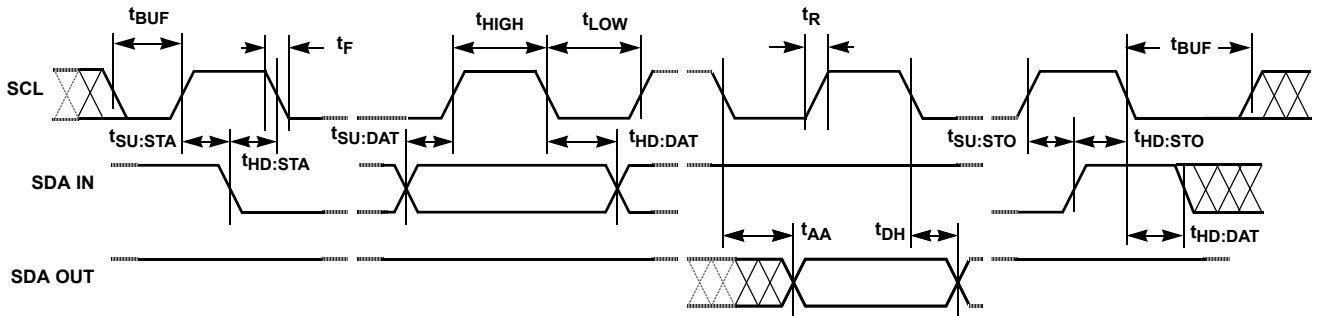 tBUF
tF
tHIGH
tLOW
tR
tBUF
SCL
tSU:STA
tHD:STA
tSU:DAT
tHD:DAT
tSU:STO
tHD:STO
SDA IN
tAA
tDH
tHD:DAT
SDA OUT